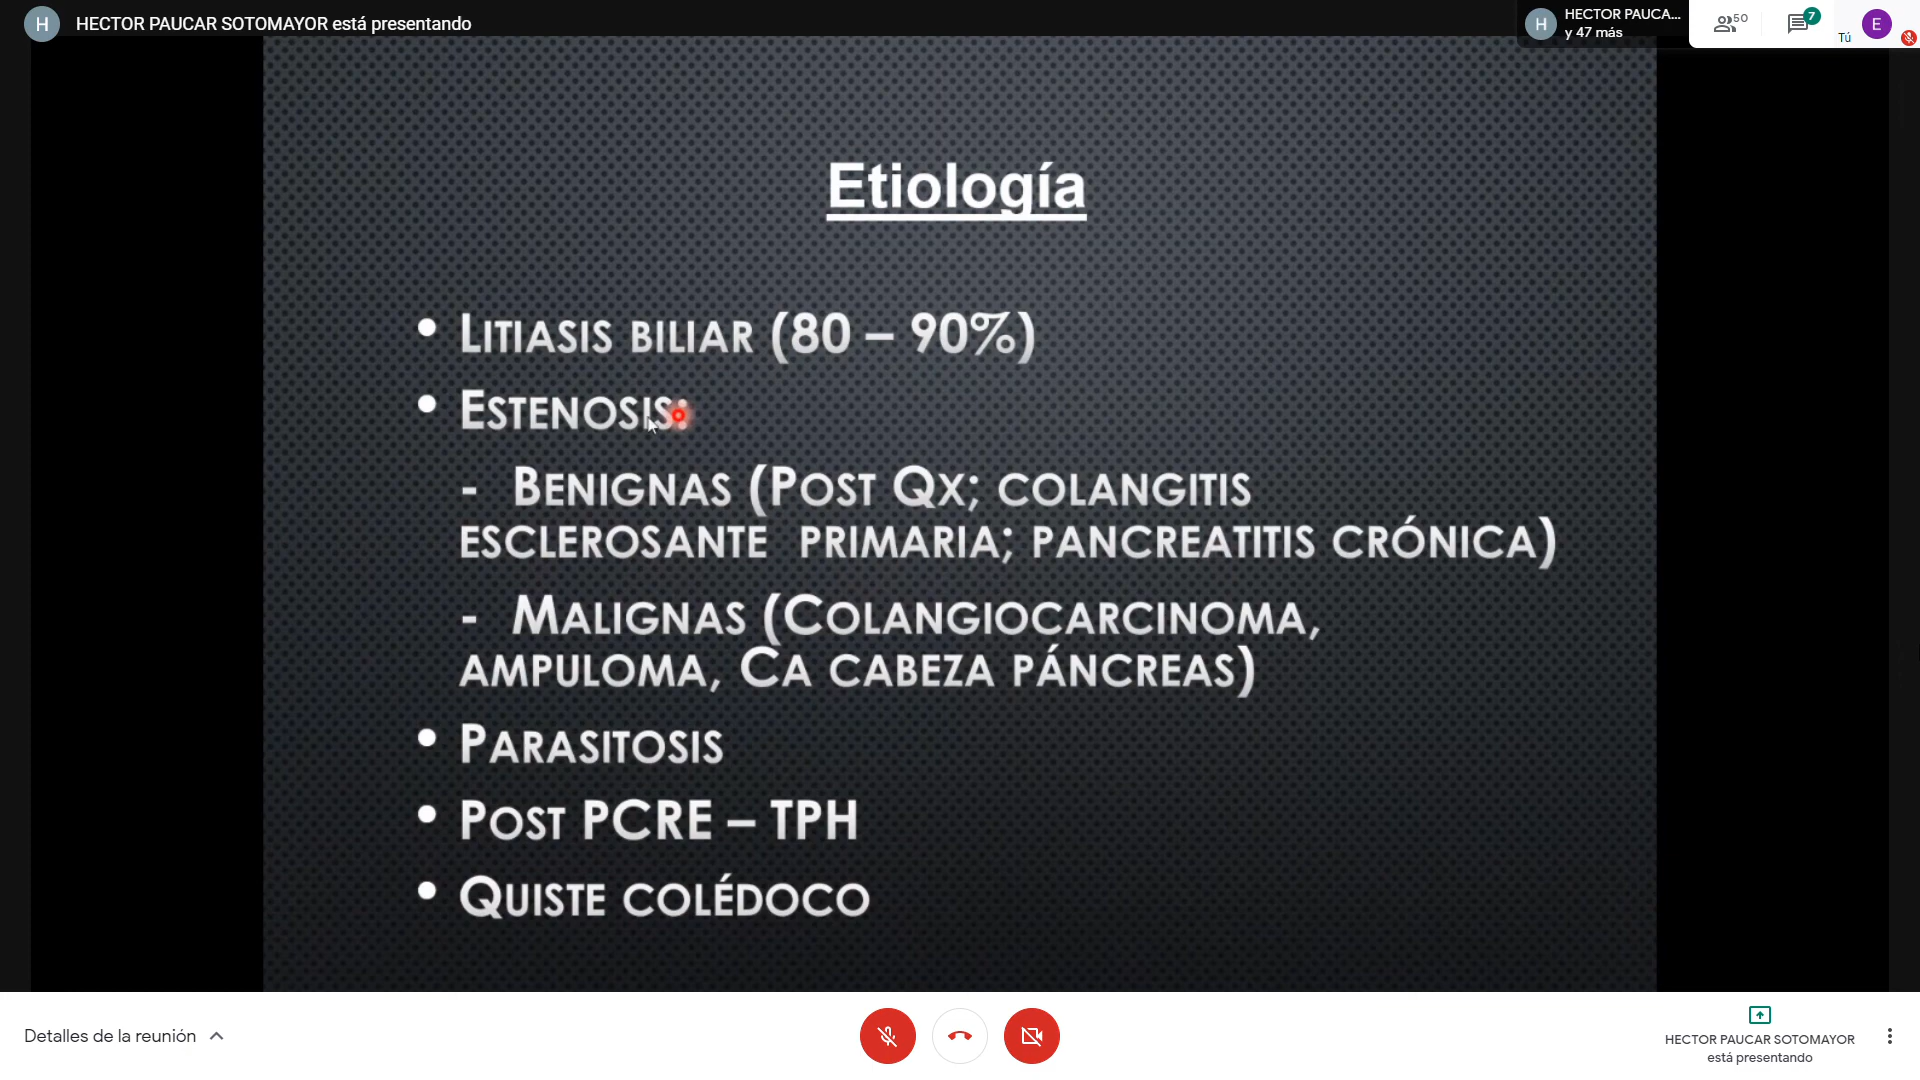 H HECTOR PAUCAR SOTOMAYOR está presentando
H HECTOR PAUCA...
y 47 más
50
7
Tú
E
Etiología
• LITIASIS BILIAR (80 – 90%)
• ESTENOSIS:
- BENIGNAS (POST QX; COLANGITIS
ESCLEROSANTE PRIMARIA; PANCREATITIS CRÓNICA)
- MALIGNAS (COLANGIOCARCINOMA,
AMPULOMA, CA CABEZA PÁNCREAS)
• PARASITOSIS
• POST PCRE – TPH
• QUISTE COLÉDOCO
Detalles de la reunión
HECTOR PAUCAR SOTOMAYOR
está presentando